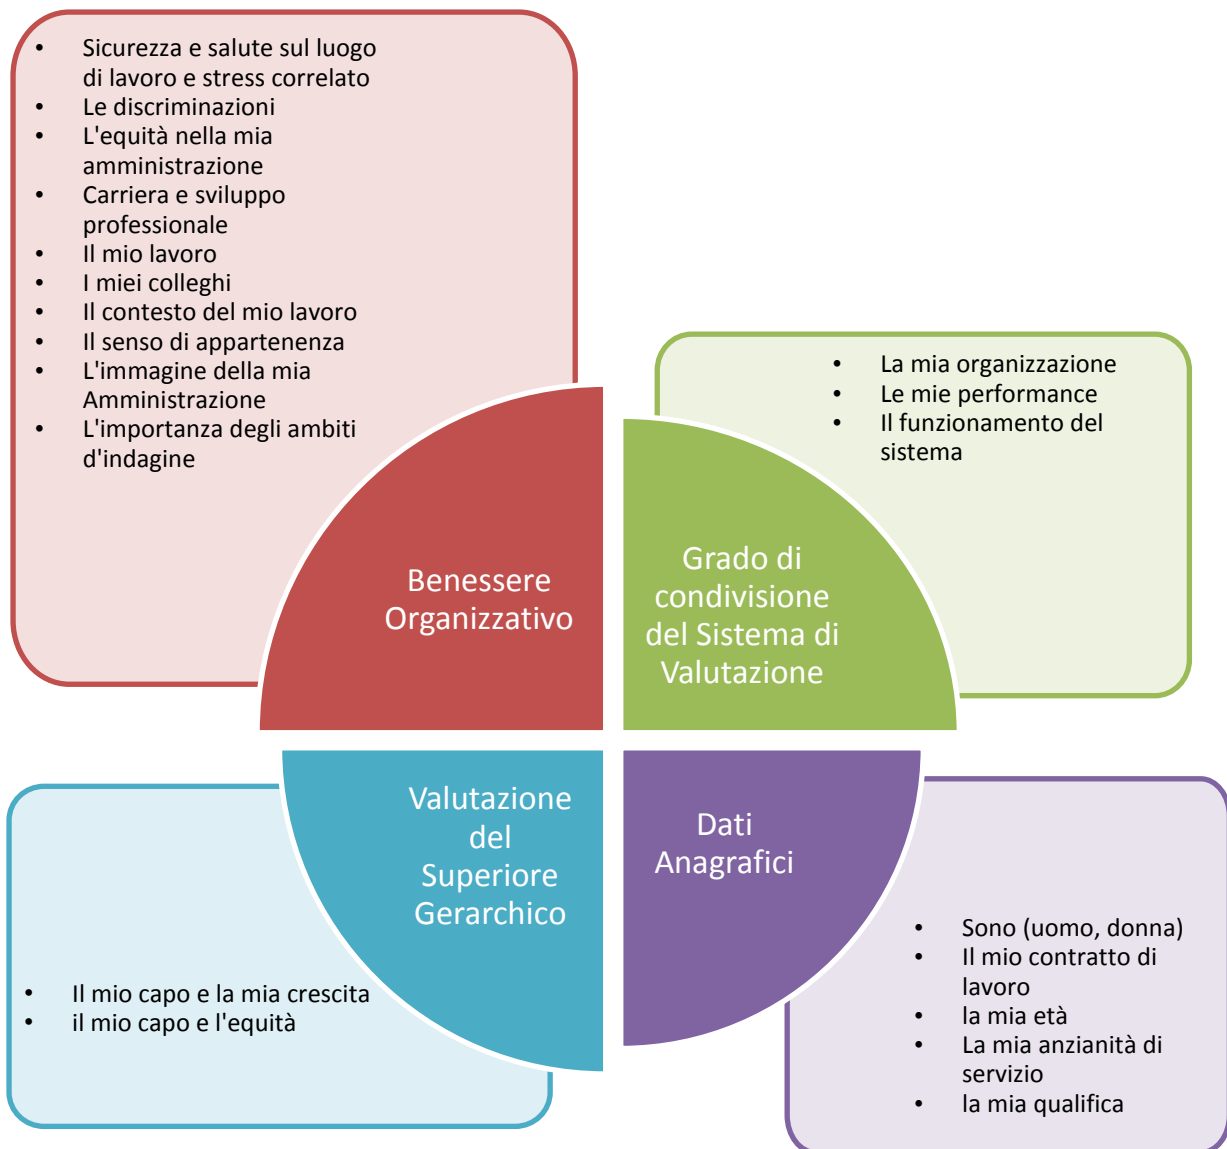 • Sicurezza e salute sul luogo
di lavoro e stress correlato
• Le discriminazioni
• L'equità nella mia
amministrazione
• Carriera e sviluppo
professionale
• Il mio lavoro
• I miei colleghi
• Il contesto del mio lavoro
• Il senso di appartenenza
• L'immagine della mia
Amministrazione
• L'importanza degli ambiti
d'indagine
Benessere
Organizzativo
• La mia organizzazione
• Le mie performance
• Il funzionamento del
sistema
Grado di
condivisione
del Sistema di
Valutazione
Valutazione
del
Superiore
Gerarchico
• Il mio capo e la mia crescita
• il mio capo e l'equità
Dati
Anagrafici
• Sono (uomo, donna)
• Il mio contratto di
lavoro
• la mia età
• La mia anzianità di
servizio
• la mia qualifica